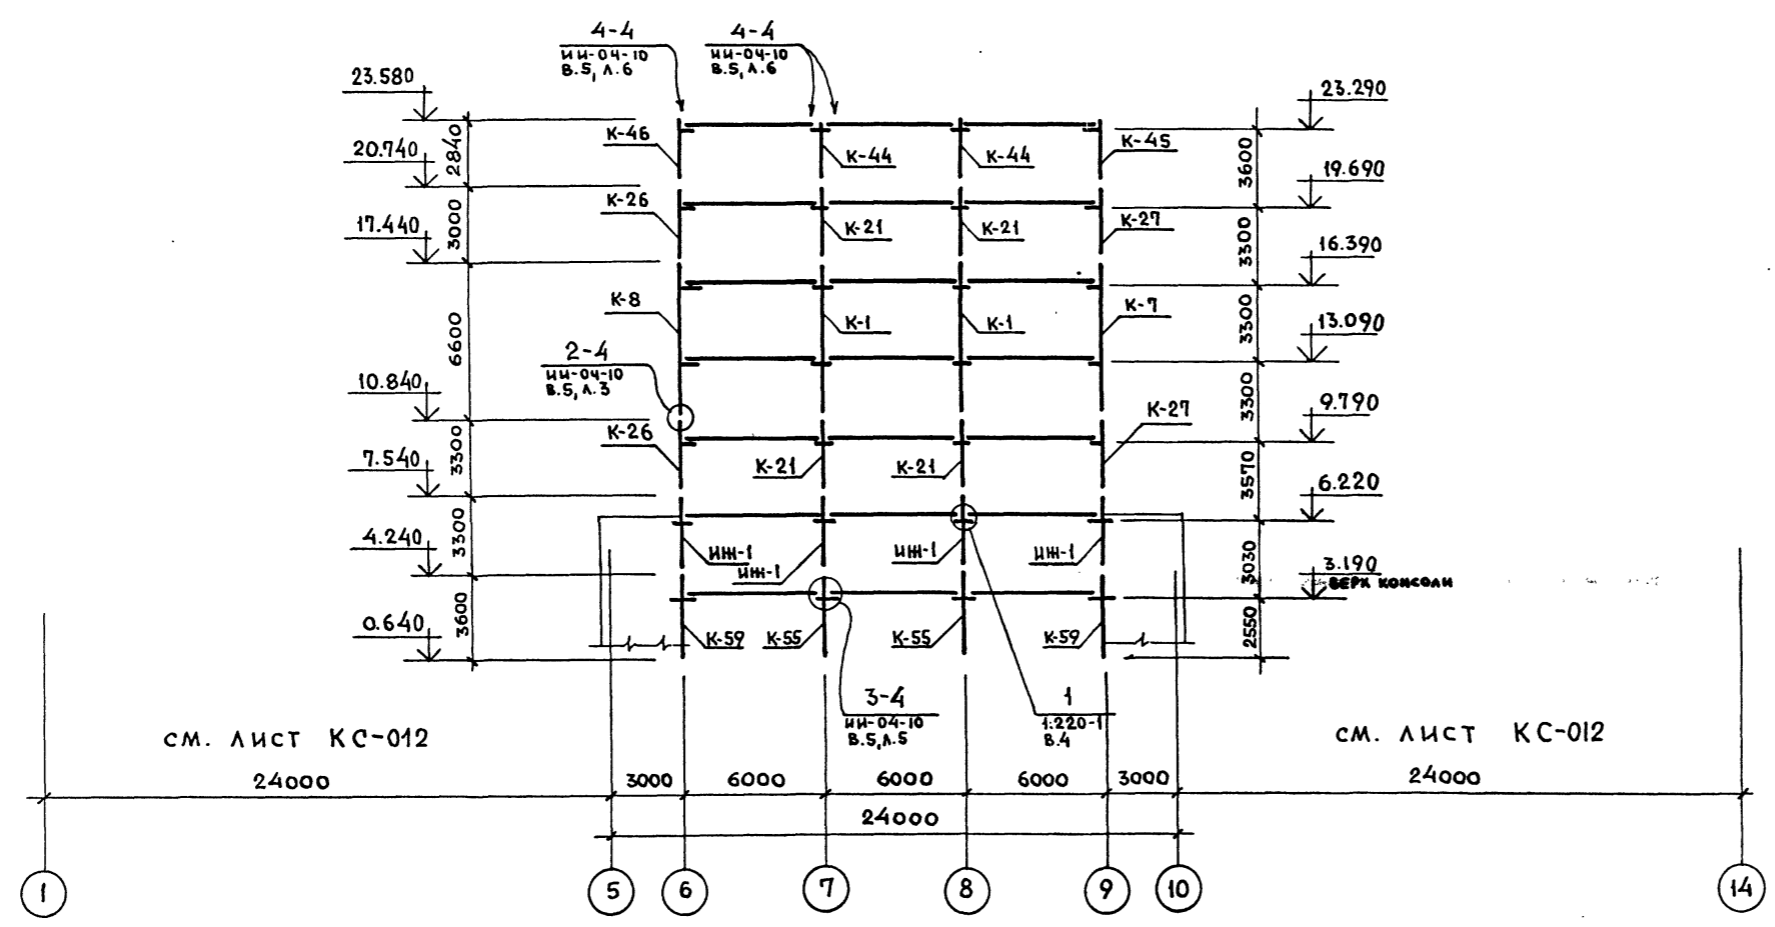 4-4
ИИ-04-10
В.5, Л.6
4-4
ИИ-04-10
В.5, Л.6
23.580
20.740
17.440
10.840
7.540
4.240
0.640
2840
3000
6600
3300
3300
3600
К-46
К-44
К-44
К-45
К-26
К-21
К-21
К-27
К-8
К-1
К-1
К-7
2-4
ИИ-04-10
В.5, Л.3
К-26
К-21
К-21
К-27
ИЖ-1
ИЖ-1
ИЖ-1
ИЖ-1
К-59
К-55
К-55
К-59
23.290
19.690
16.390
13.090
9.790
6.220
3.190
ВЕРХ КОНСОЛИ
3600
3300
3300
3300
3570
3030
2550
3-4
ИИ-04-10
В.5, Л.5
1
1.220-1
В.4
СМ. ЛИСТ КС-012
СМ. ЛИСТ КС-012
24000
3000
6000
6000
6000
3000
24000
24000
1
5
6
7
8
9
10
14